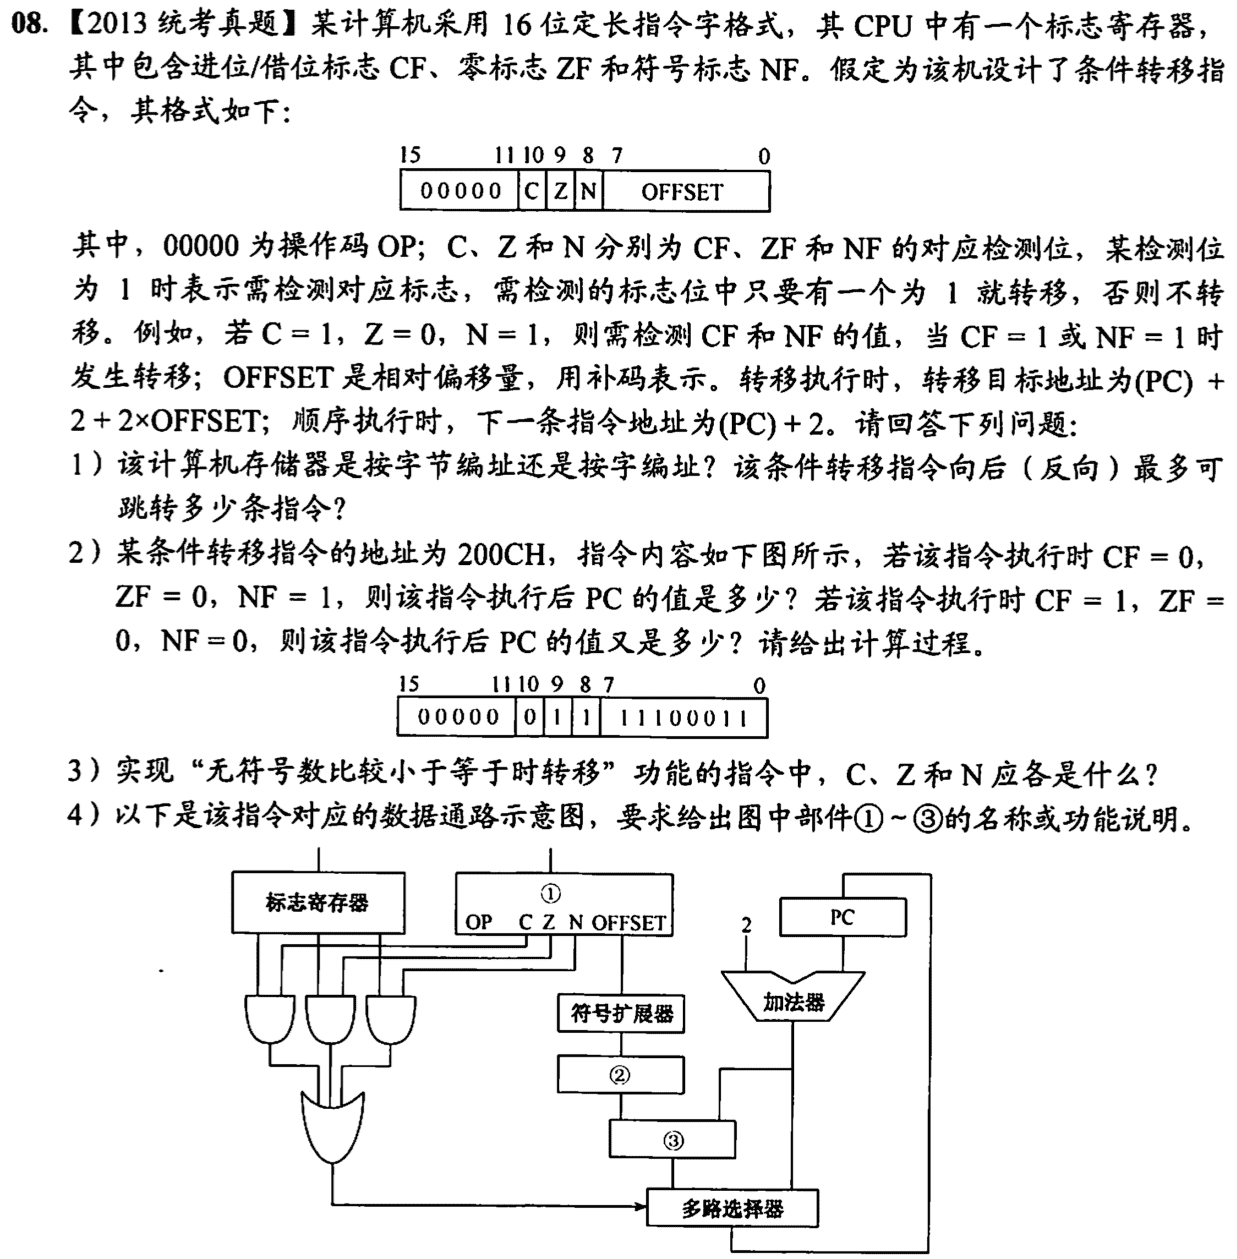 08.【2013 统考真题】某计算机采用 16 位定长指令字格式，其 CPU 中有一个标志寄存器，
其中包含进位/借位标志 CF、零标志 ZF 和符号标志 NF。假定为该机设计了条件转移指
令，其格式如下：
15 11 10 9 8 7 0
00000 C Z N OFFSET
其中，00000 为操作码 OP；C、Z 和 N 分别为 CF、ZF 和 NF 的对应检测位，某检测位
为 1 时表示需检测对应标志，需检测的标志位中只要有一个为 1 就转移，否则不转
移。例如，若 C = 1，Z = 0，N = 1，则需检测 CF 和 NF 的值，当 CF = 1 或 NF = 1 时
发生转移；OFFSET 是相对偏移量，用补码表示。转移执行时，转移目标地址为(PC) +
2 + 2×OFFSET；顺序执行时，下一条指令地址为(PC) + 2。请回答下列问题：
1）该计算机存储器是按字节编址还是按字编址？该条件转移指令向后（反向）最多可
跳转多少条指令？
2）某条件转移指令的地址为 200CH，指令内容如下图所示，若该指令执行时 CF = 0，
ZF = 0，NF = 1，则该指令执行后 PC 的值是多少？若该指令执行时 CF = 1，ZF =
0，NF = 0，则该指令执行后 PC 的值又是多少？请给出计算过程。
15 11 10 9 8 7 0
00000 0 1 1 11100011
3）实现“无符号数比较小于等于时转移”功能的指令中，C、Z 和 N 应各是什么？
4）以下是该指令对应的数据通路示意图，要求给出图中部件①~③的名称或功能说明。
标志寄存器
①
OP C Z N OFFSET
2
PC
加法器
符号扩展器
②
③
多路选择器